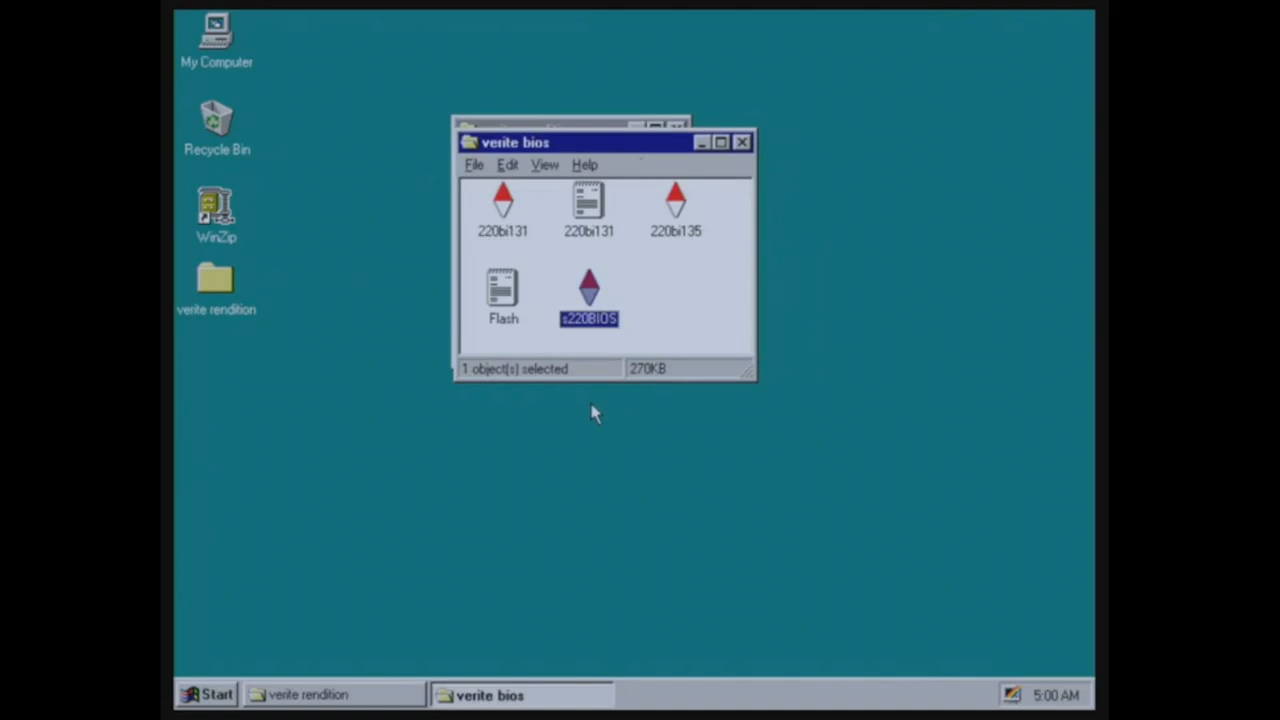 My Computer
Recycle Bin
WinZip
verite rendition
verite bios
File Edit View Help
220bi131 220bi131 220bi135
Flash s220BIOS
1 object(s) selected 270KB
Start verite rendition verite bios 5:00 AM